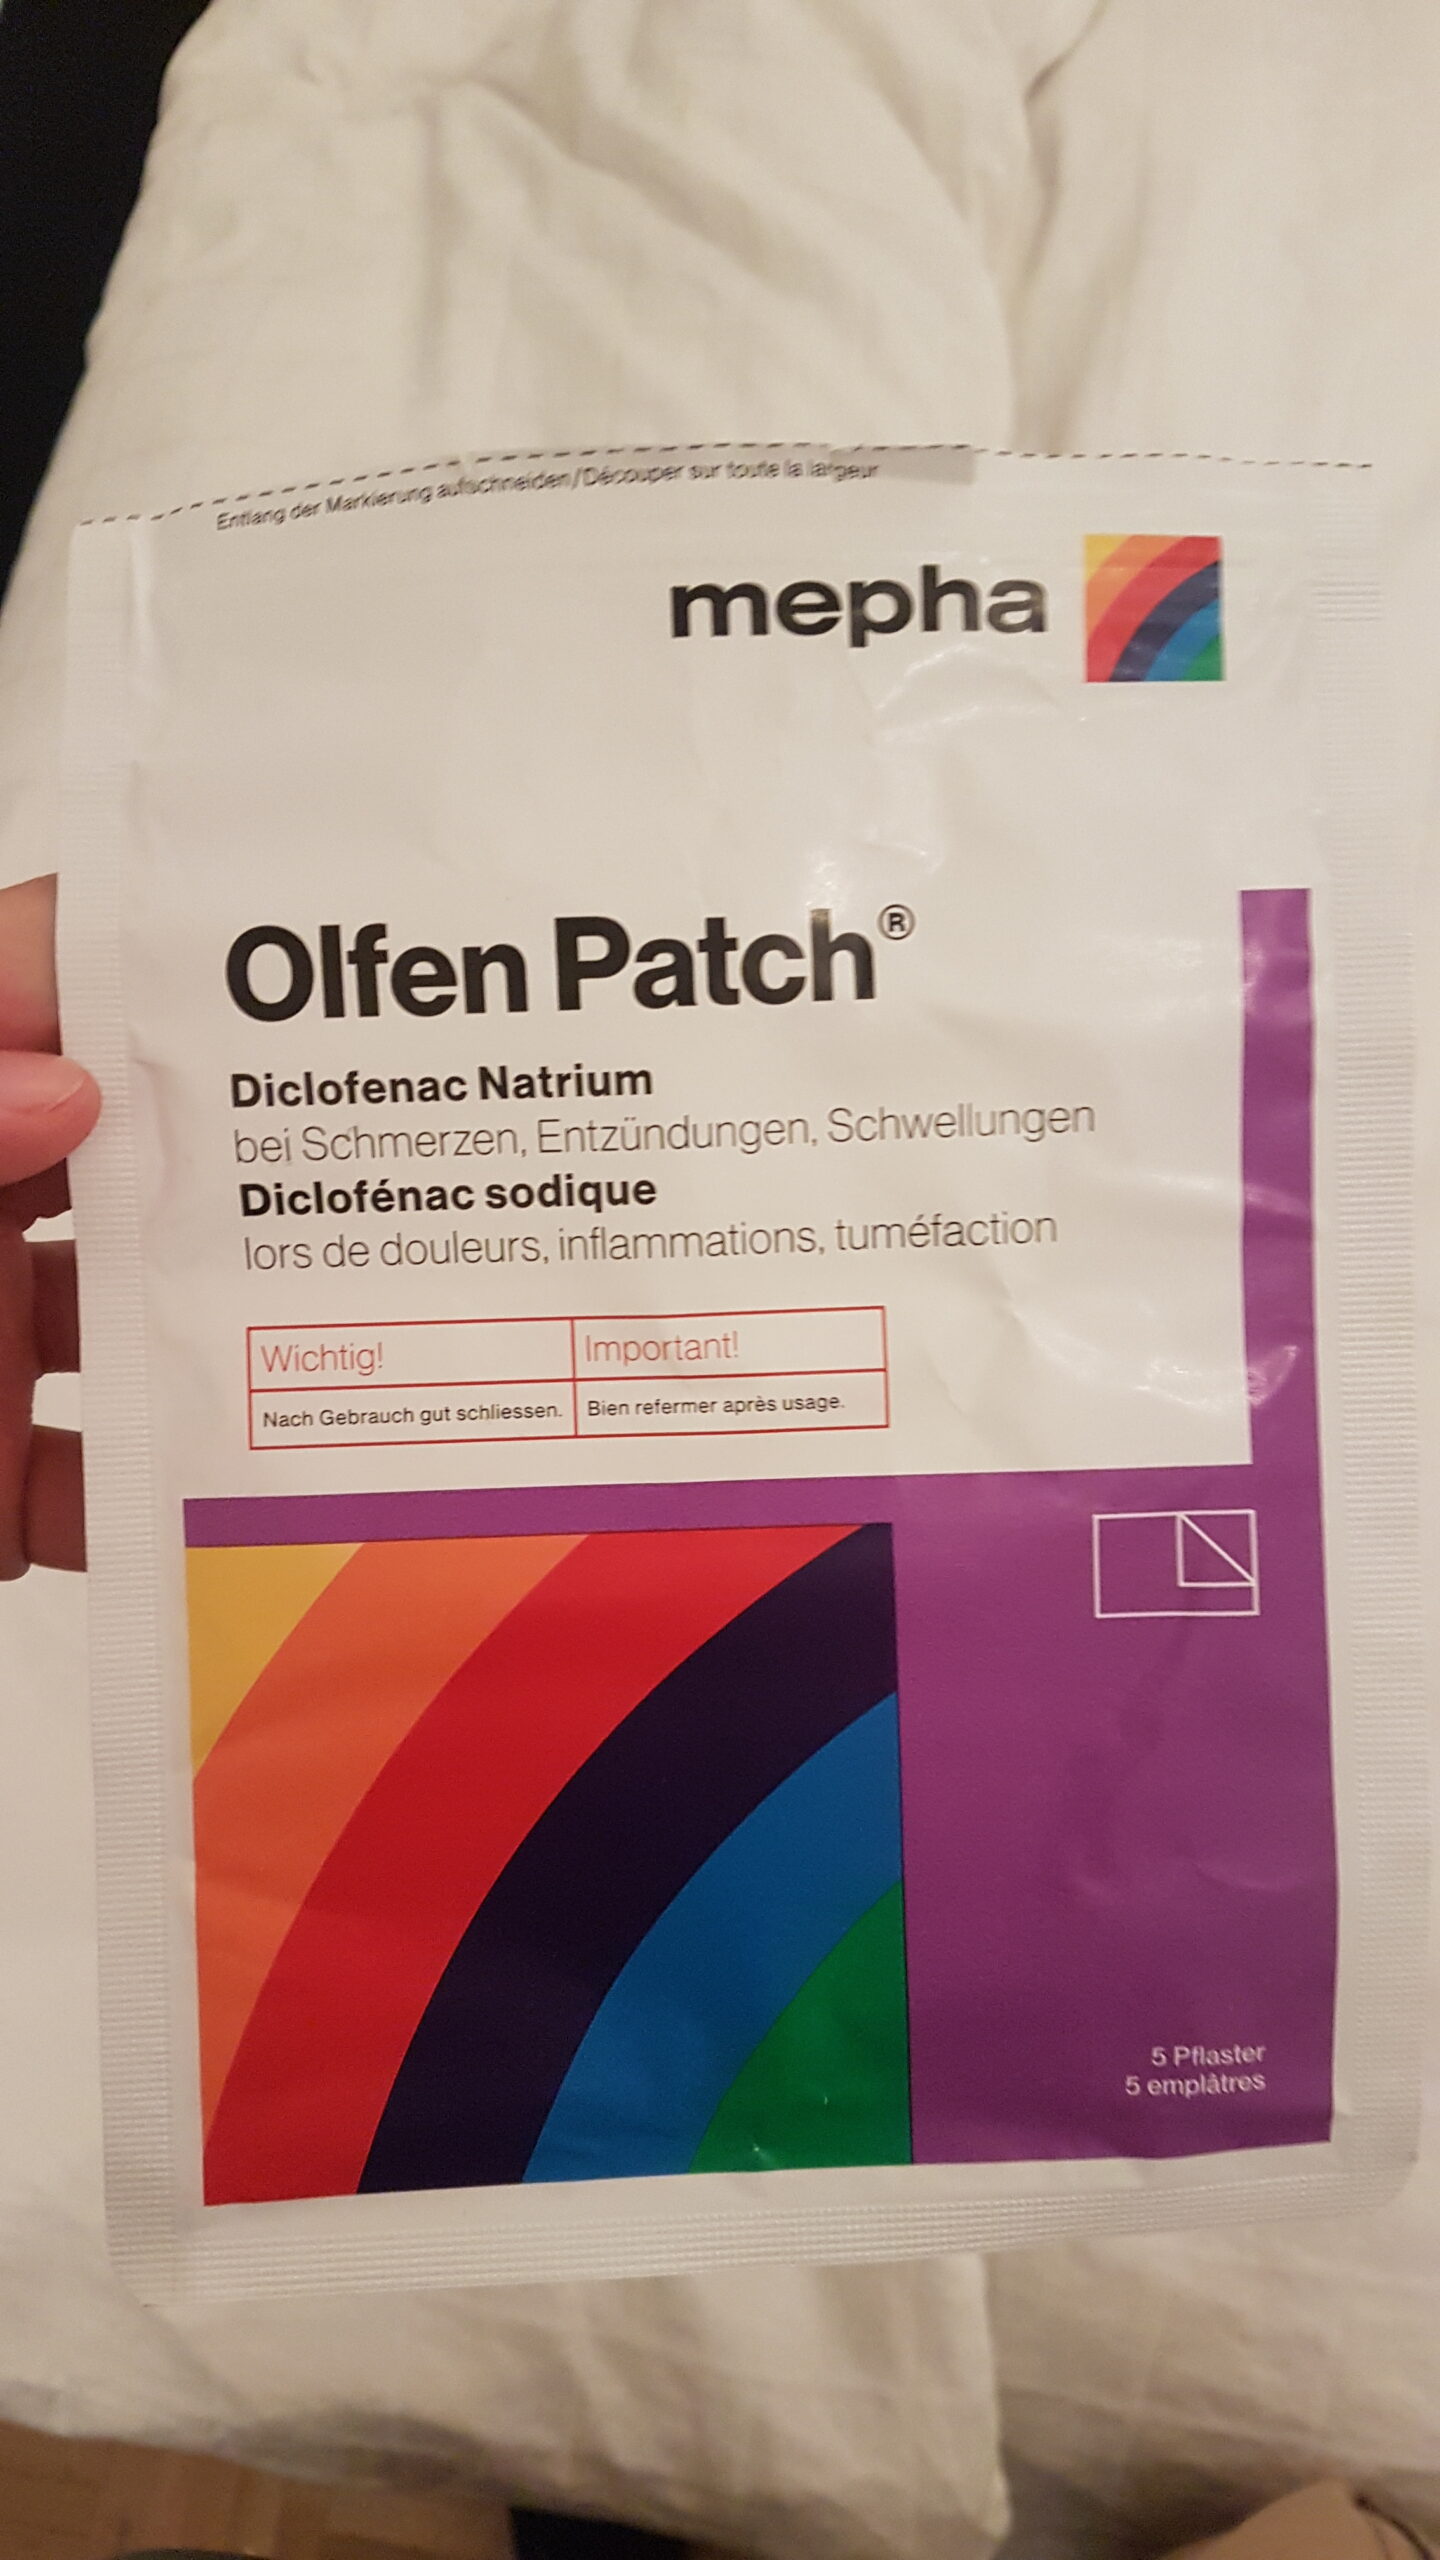 Entlang der Markierung aufschneiden/Découper sur toute la largeur
mepha
Olfen Patch®
Diclofenac Natrium
bei Schmerzen, Entzündungen, Schwellungen
Diclofénac sodique
lors de douleurs, inflammations, tuméfaction
Wichtig! Important!
Nach Gebrauch gut schliessen. Bien refermer après usage.
5 Pflaster
5 emplâtres